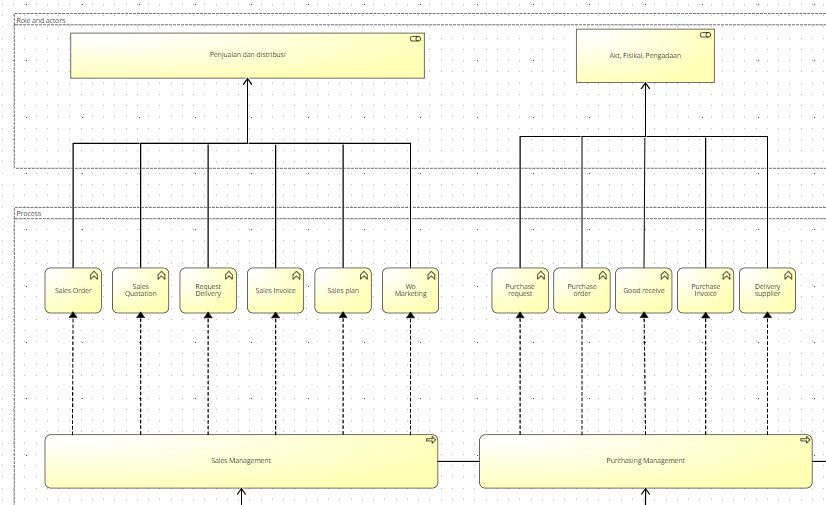 Role and actors
Penjualan dan distribusi
Akt, Fisikal, Pengadaan
Process
Sales Order
Sales
Quotation
Request
Delivery
Sales Invoice
Sales plan
Wo
Marketing
Purchase
request
Purchase
order
Good receive
Purchase
Invoice
Delivery
supplier
Sales Management
Purchasing Management